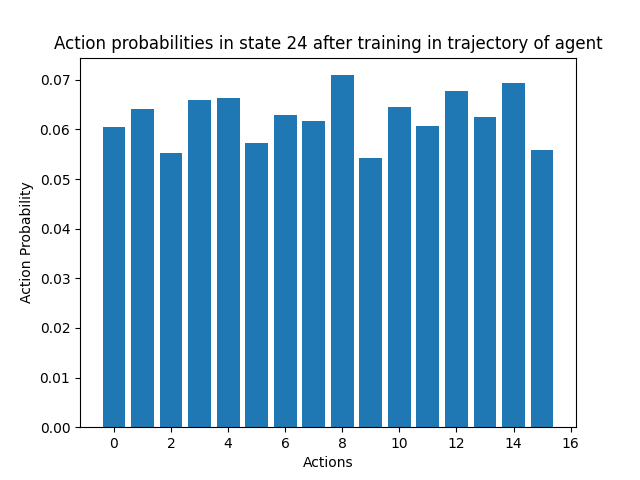 Action probabilities in state 24 after training in trajectory of agent
0.07
0.06
0.05
0.04
0.03
0.02
0.01
0.00
Action Probability
0 2 4 6 8 10 12 14 16
Actions